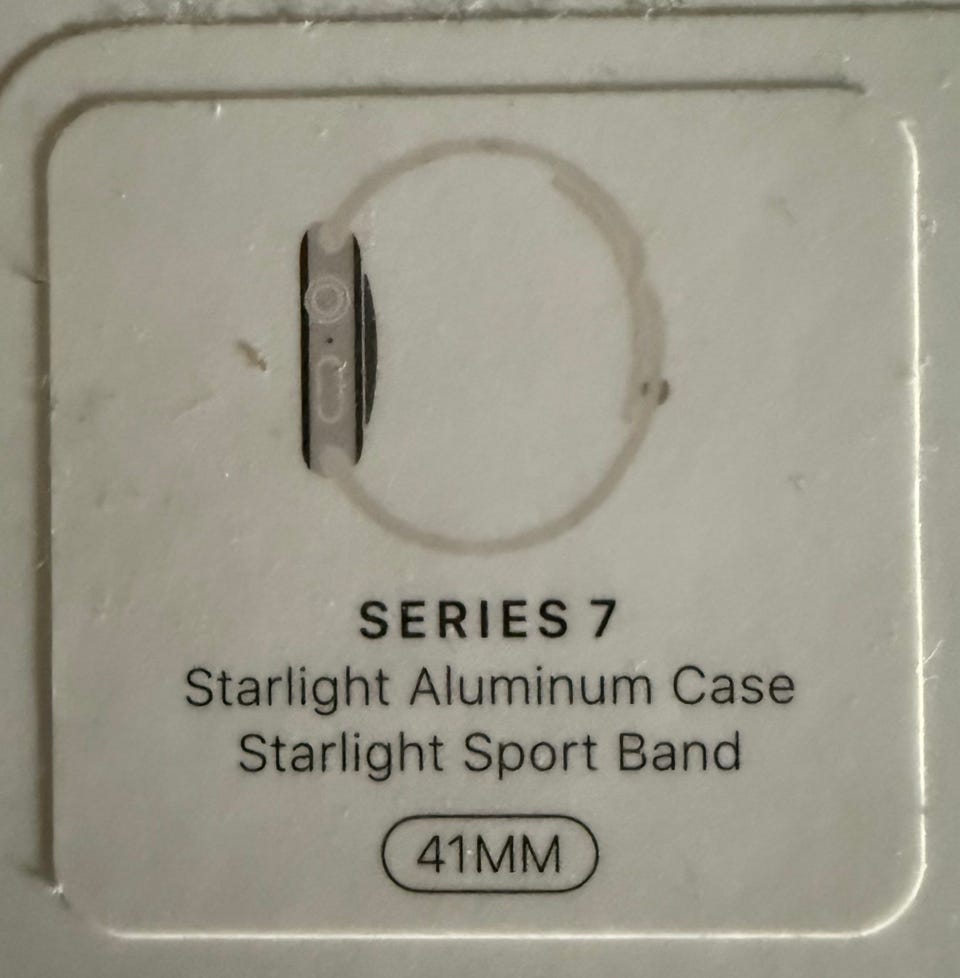 SERIES 7
Starlight Aluminum Case
Starlight Sport Band
41MM